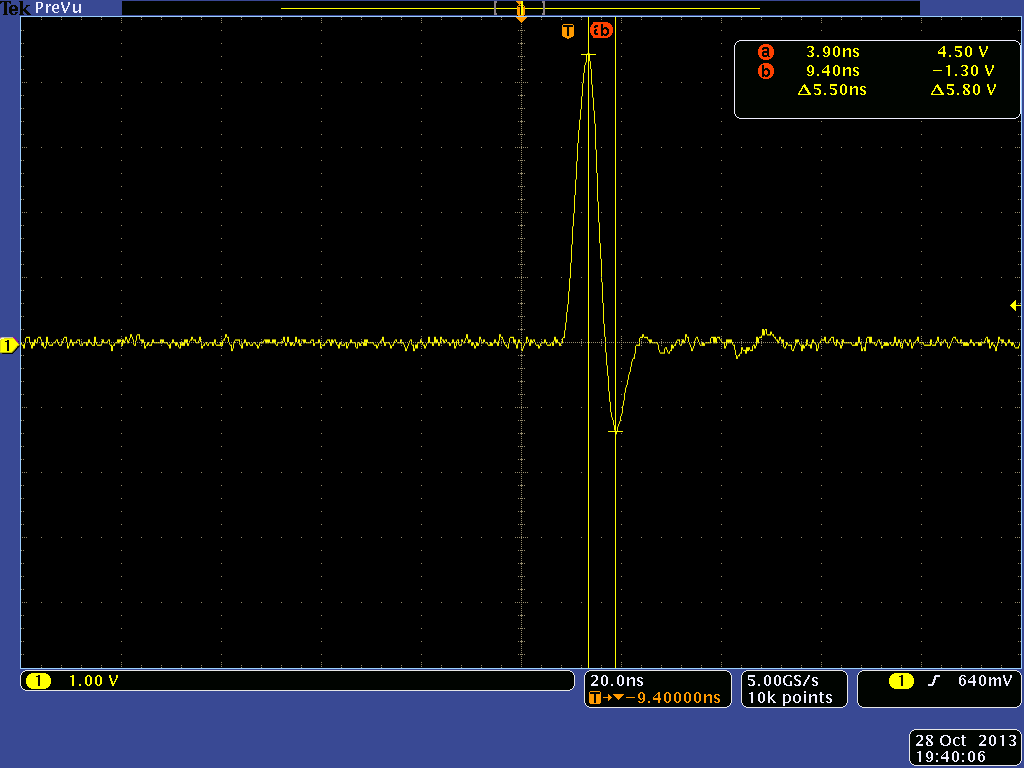 Tek PreVu
T
T
a b
a 3.90ns 4.50 V
b 9.40ns −1.30 V
Δ5.50ns Δ5.80 V
1
1 1.00 V
20.0ns
T→▼−9.40000ns
5.00GS/s
10k points
1 ∫ 640mV
28 Oct 2013
19:40:06